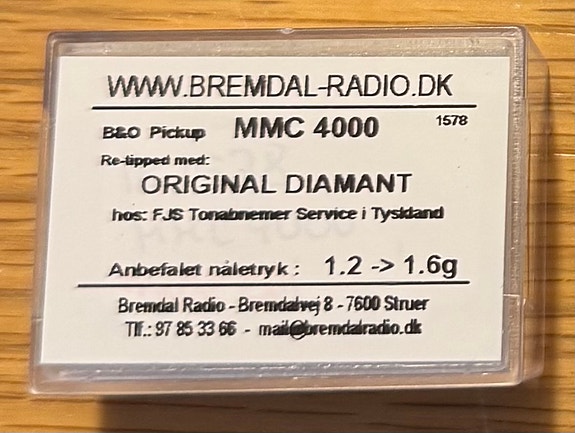 WWW.BREMDAL-RADIO.DK
B&O Pickup MMC 4000 1578
Re-tipped med:
ORIGINAL DIAMANT
hos: FJS Tonabnemer Service i Tyskland
Anbefalet nåletryk : 1.2 -> 1.6g
Bremdal Radio - Bremdalvej 8 - 7600 Struer
Tlf.: 97 85 33 66 - mail@bremdalradio.dk